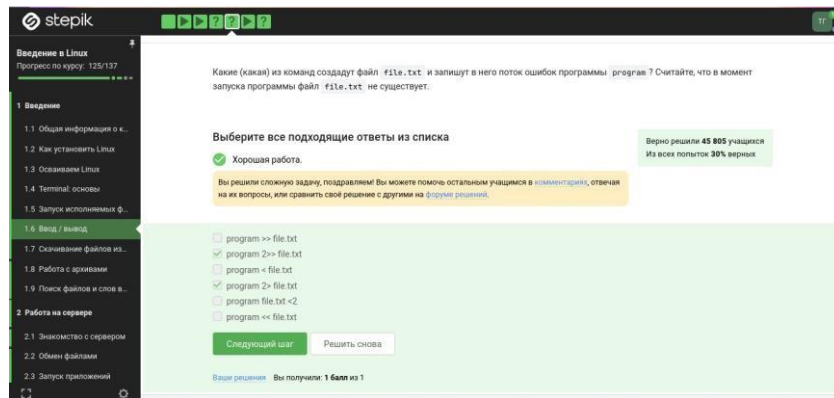 stepik
ТГ
Введение в Linux
Прогресс по курсу: 125/137
1 Введение
1.1 Общая информация о к...
1.2 Как установить Linux
1.3 Осваиваем Linux
1.4 Terminal: основы
1.5 Запуск исполняемых ф...
1.6 Ввод / вывод
1.7 Скачивание файлов из...
1.8 Работа с архивами
1.9 Поиск файлов и слов в...
2 Работа на сервере
2.1 Знакомство с сервером
2.2 Обмен файлами
2.3 Запуск приложений
Какие (какая) из команд создадут файл file.txt и запишут в него поток ошибок программы program ? Считайте, что в момент
запуска программы файл file.txt не существует.
Выберите все подходящие ответы из списка
Верно решили 45 805 учащихся
Из всех попыток 30% верных
Хорошая работа.
Вы решили сложную задачу, поздравляем! Вы можете помочь остальным учащимся в комментариях, отвечая
на их вопросы, или сравнить своё решение с другими на форуме решений.
program >> file.txt
program 2>> file.txt
program < file.txt
program 2> file.txt
program file.txt <2
program << file.txt
Следующий шаг
Решить снова
Ваши решения Вы получили: 1 балл из 1